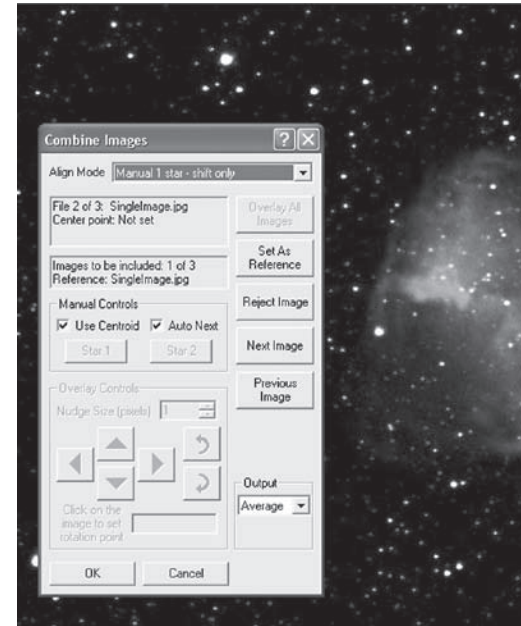 Combine Images
Align Mode Manual 1 star - shift only
File 2 of 3: SingleImage.jpg
Center point: Not set
Overlay All
Images
Images to be included: 1 of 3
Reference: SingleImage.jpg
Set As
Reference
Manual Controls
Use Centroid Auto Next
Star 1 Star 2
Reject Image
Next Image
Previous
Image
Overlay Controls
Nudge Size (pixels) 1
Click on the
image to set
rotation point
Output
Average
OK Cancel